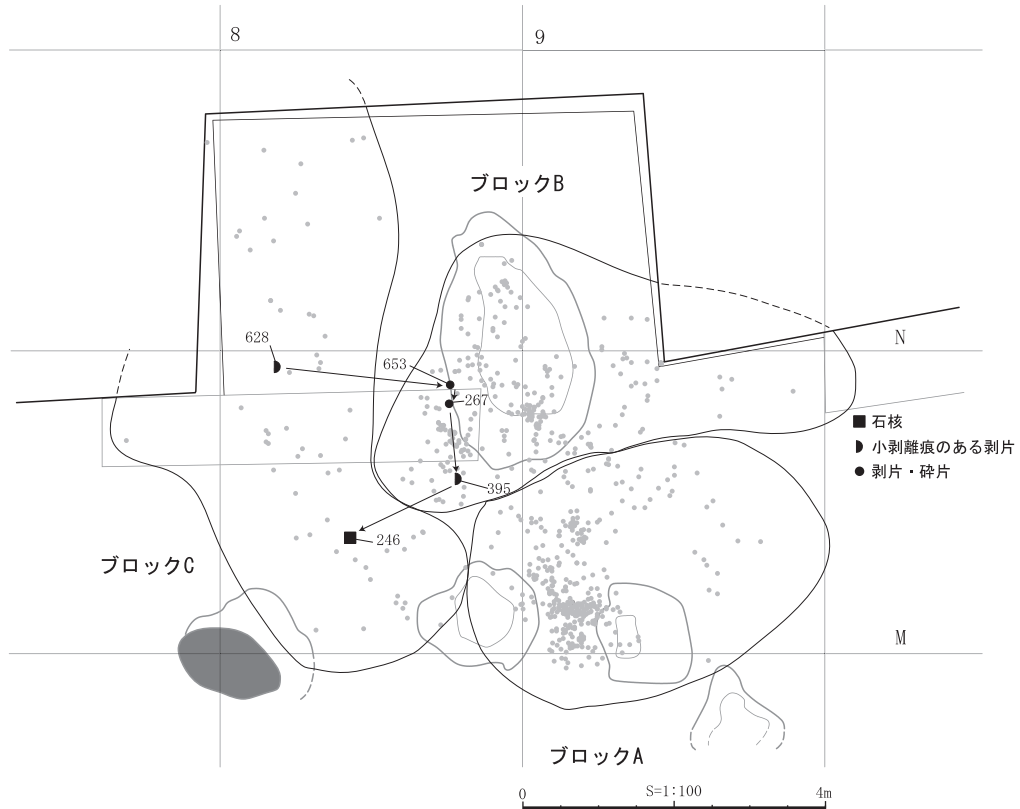 8
9
ブロックB
N
628
653
267
石核
小剥離痕のある剥片
剥片・砕片
395
246
ブロックC
M
ブロックA
S=1:100
0
4m